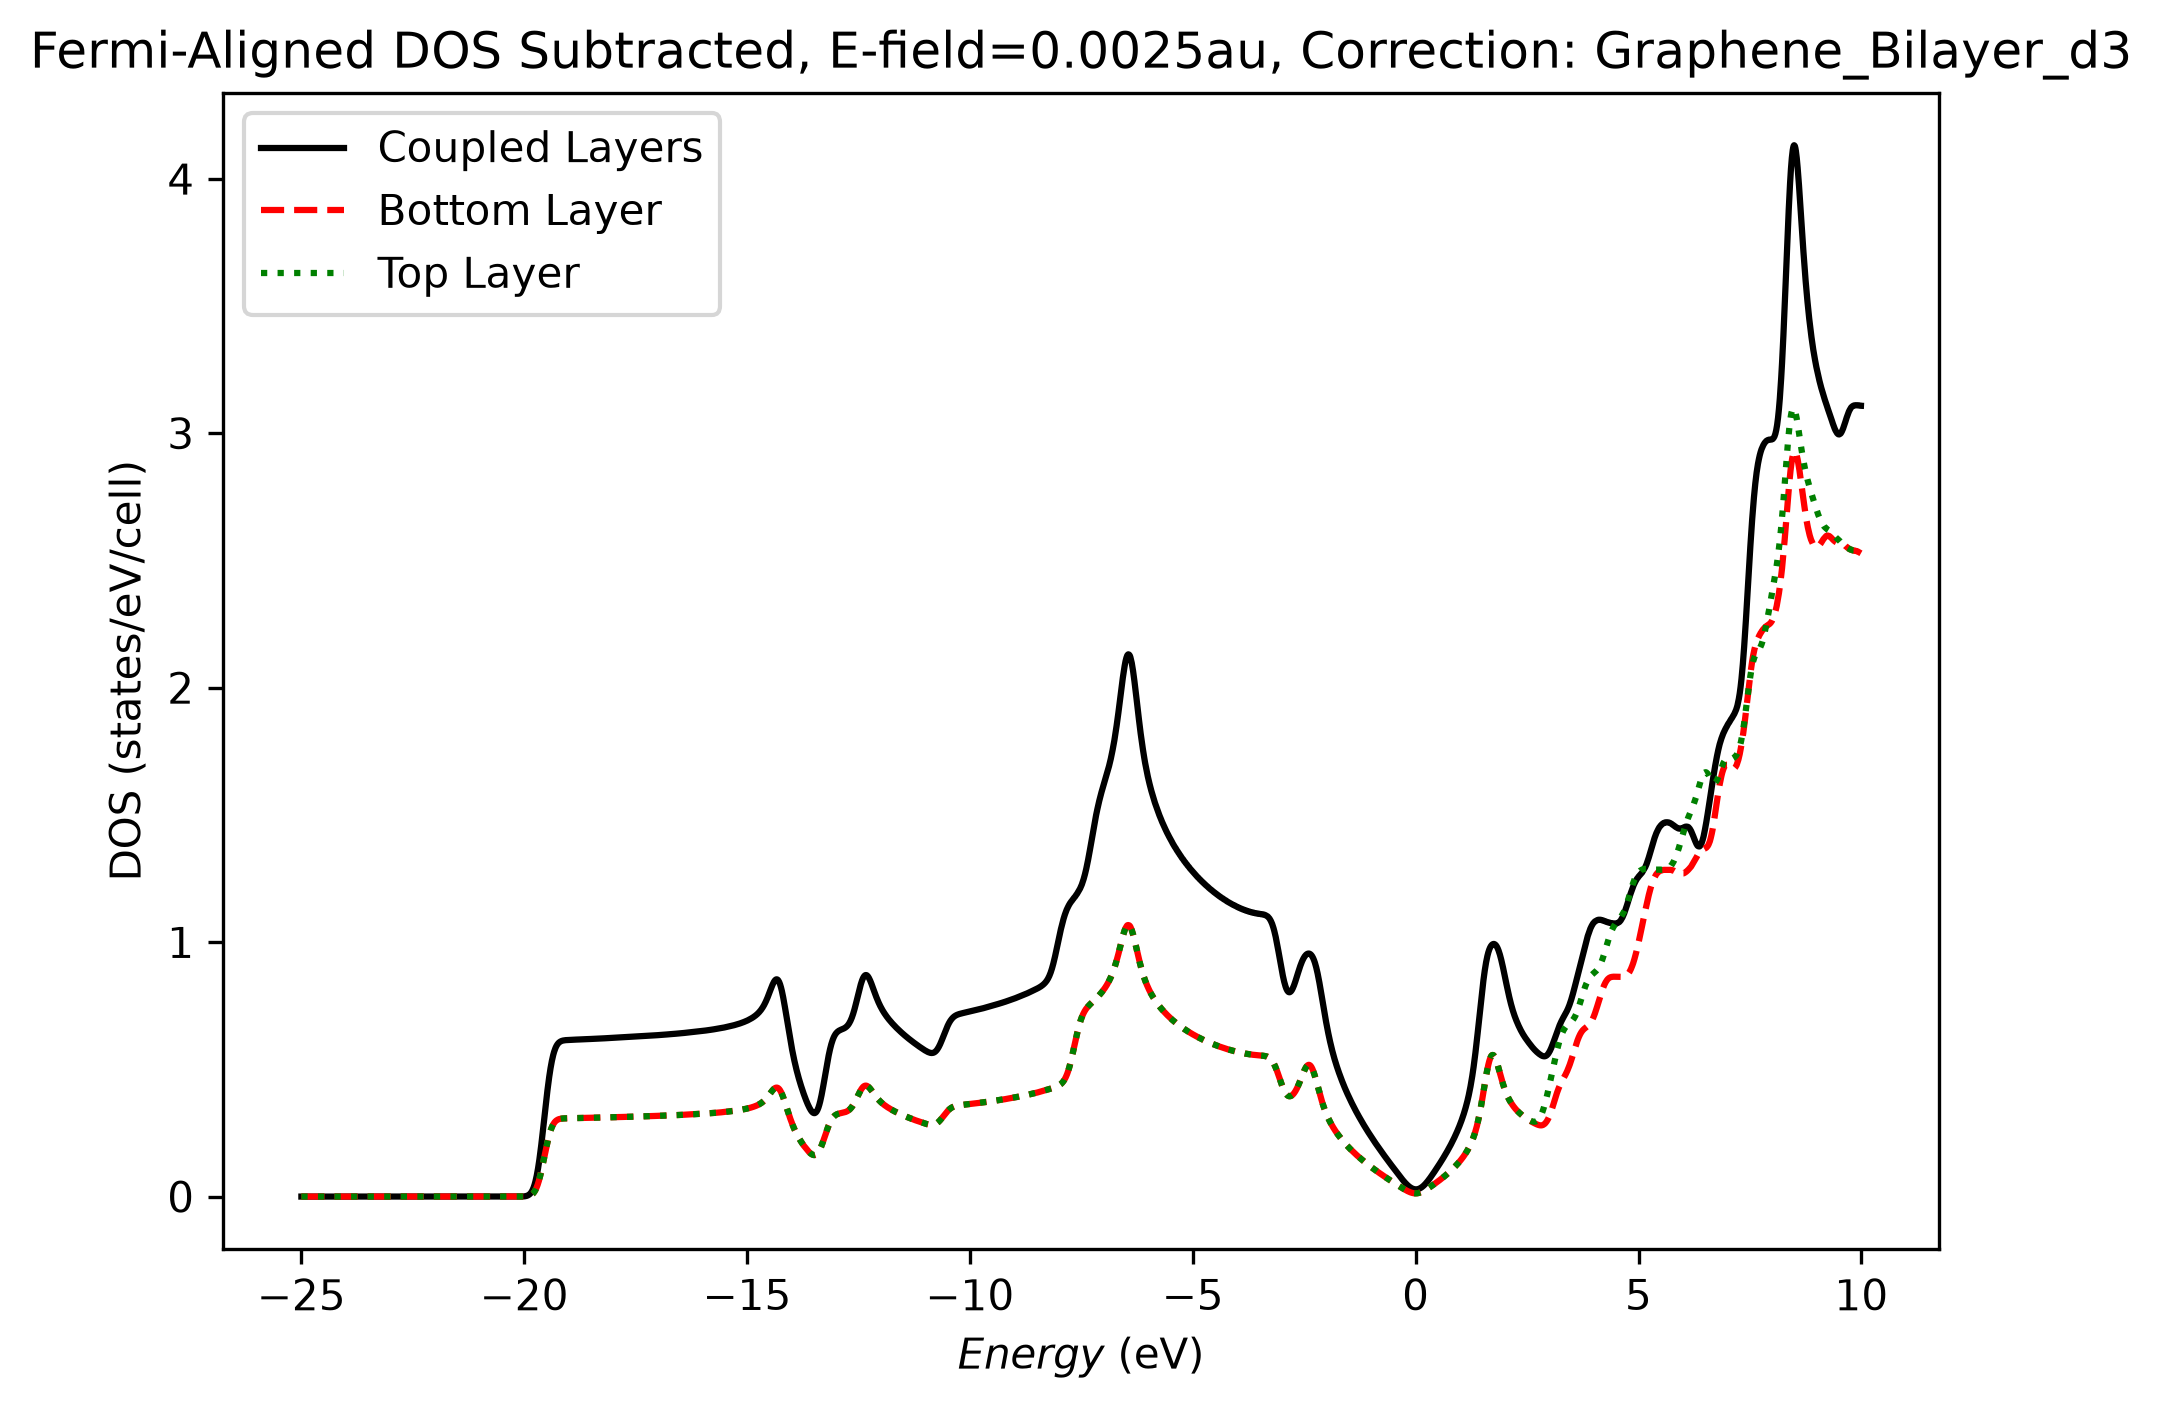 Fermi-Aligned DOS Subtracted, E-field=0.0025au, Correction: Graphene_Bilayer_d3
Coupled Layers
Bottom Layer
Top Layer
DOS (states/eV/cell)
4
3
2
1
0
−25 −20 −15 −10 −5 0 5 10
Energy (eV)